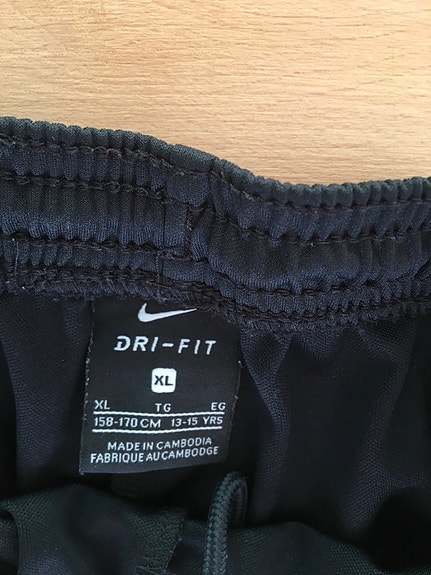 DRI-FIT
XL
XL TG EG
158-170 CM 13-15 YRS
MADE IN CAMBODIA
FABRIQUE AU CAMBODGE